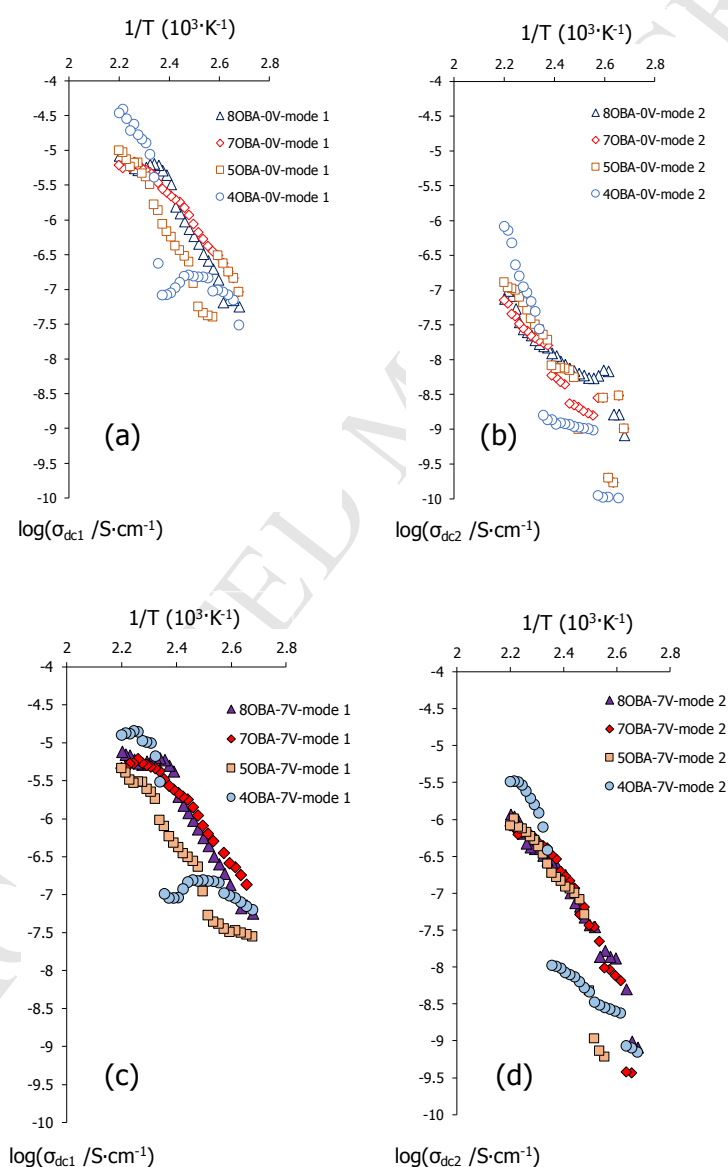 1/T (10³·K⁻¹)
2 2.2 2.4 2.6 2.8
-4
-4.5
-5
-5.5
-6
-6.5
-7
-7.5
-8
-8.5
-9
-9.5
-10
8OBA-0V-mode 1
7OBA-0V-mode 1
5OBA-0V-mode 1
4OBA-0V-mode 1
(a)
log(σdc1 /S·cm⁻¹)
1/T (10³·K⁻¹)
2 2.2 2.4 2.6 2.8
-4
-4.5
-5
-5.5
-6
-6.5
-7
-7.5
-8
-8.5
-9
-9.5
-10
8OBA-0V-mode 2
7OBA-0V-mode 2
5OBA-0V-mode 2
4OBA-0V-mode 2
(b)
log(σdc2 /S·cm⁻¹)
1/T (10³·K⁻¹)
2 2.2 2.4 2.6 2.8
-4
-4.5
-5
-5.5
-6
-6.5
-7
-7.5
-8
-8.5
-9
-9.5
-10
8OBA-7V-mode 1
7OBA-7V-mode 1
5OBA-7V-mode 1
4OBA-7V-mode 1
(c)
log(σdc1 /S·cm⁻¹)
1/T (10³·K⁻¹)
2 2.2 2.4 2.6 2.8
-4
-4.5
-5
-5.5
-6
-6.5
-7
-7.5
-8
-8.5
-9
-9.5
-10
8OBA-7V-mode 2
7OBA-7V-mode 2
5OBA-7V-mode 2
4OBA-7V-mode 2
(d)
log(σdc2 /S·cm⁻¹)